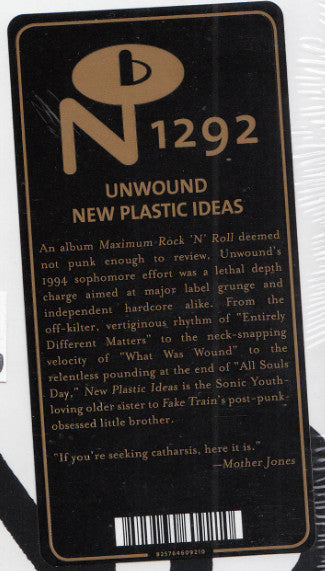 b
N 1292
UNWOUND
NEW PLASTIC IDEAS
An album Maximum Rock 'N' Roll deemed
not punk enough to review, Unwound's
1994 sophomore effort was a lethal depth
charge aimed at major label grunge and
independent hardcore alike. From the
off-kilter, vertiginous rhythm of "Entirely
Different Matters" to the neck-snapping
velocity of "What Was Wound" to the
relentless pounding at the end of "All Souls
Day," New Plastic Ideas is the Sonic Youth-
loving older sister to Fake Train's post-punk-
obsessed little brother.
"If you're seeking catharsis, here it is."
—Mother Jones
825764609210